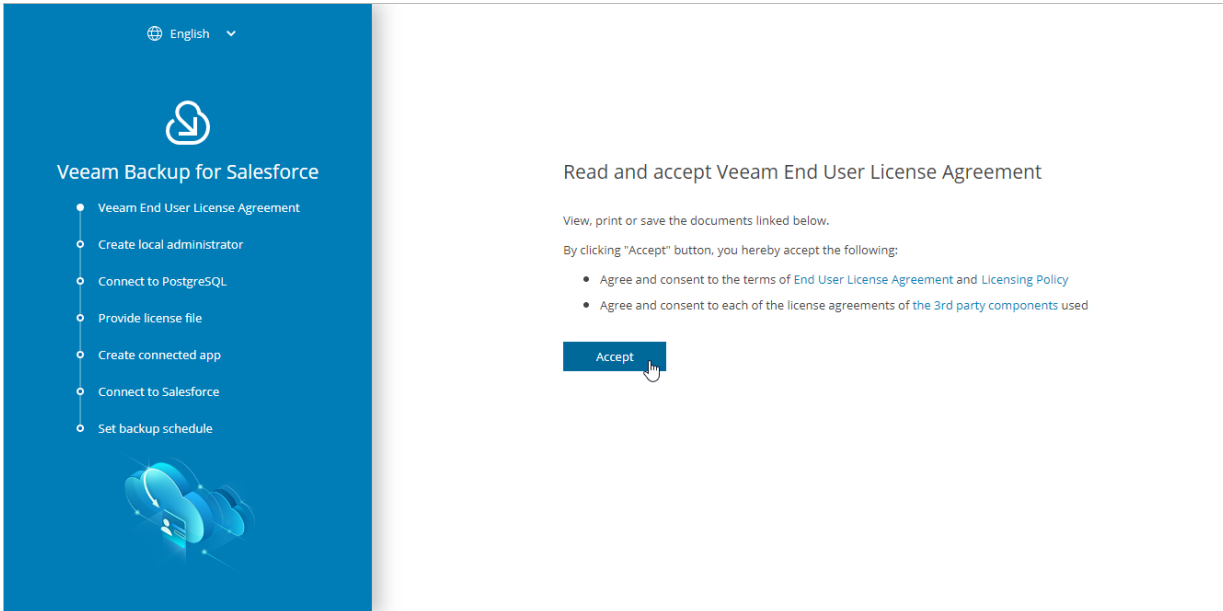 English
Veeam Backup for Salesforce
Veeam End User License Agreement
Create local administrator
Connect to PostgreSQL
Provide license file
Create connected app
Connect to Salesforce
Set backup schedule
Read and accept Veeam End User License Agreement
View, print or save the documents linked below.
By clicking "Accept" button, you hereby accept the following:
Agree and consent to the terms of End User License Agreement and Licensing Policy
Agree and consent to each of the license agreements of the 3rd party components used
Accept